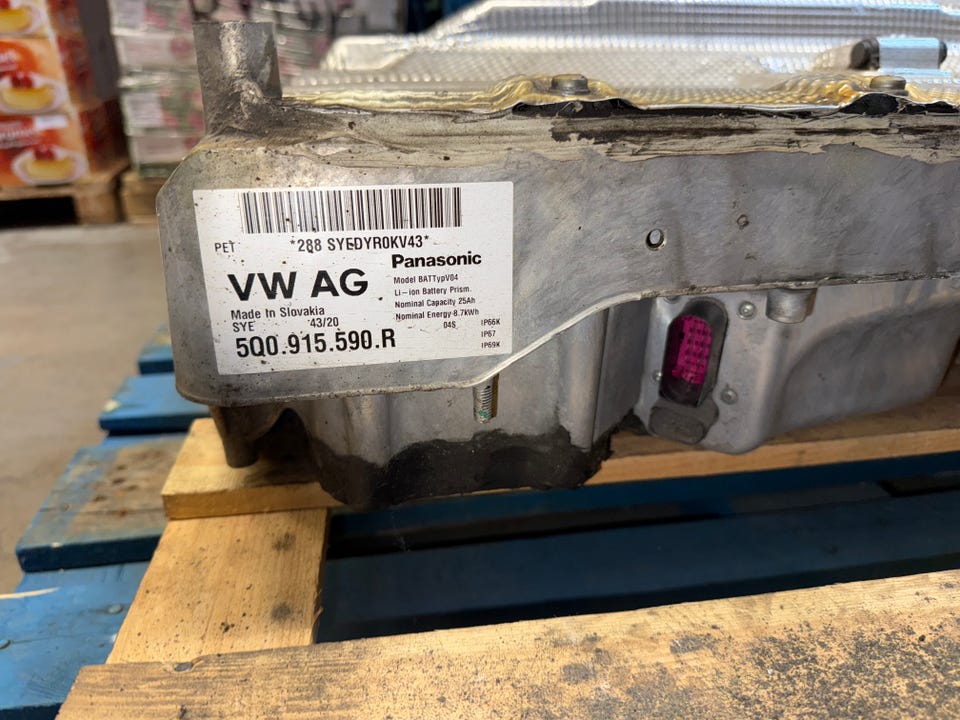 *288 SYEDYR0KV43*
PET
Panasonic
VW AG
Model BATTypV04
Li-ion Battery Prism.
Nominal Capacity 25Ah
Nominal Energy 8.7kWh
04S
Made In Slovakia
SYE 43/20
5Q0.915.590.R
IP66K
IP67
IP69K